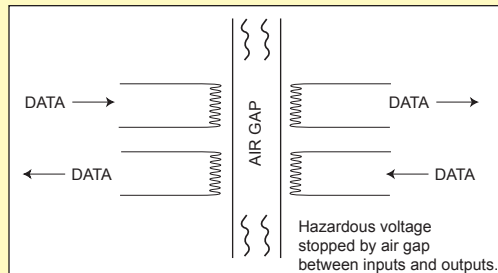 DATA
DATA
AIR GAP
DATA
DATA
Hazardous voltage
stopped by air gap
between inputs and outputs.